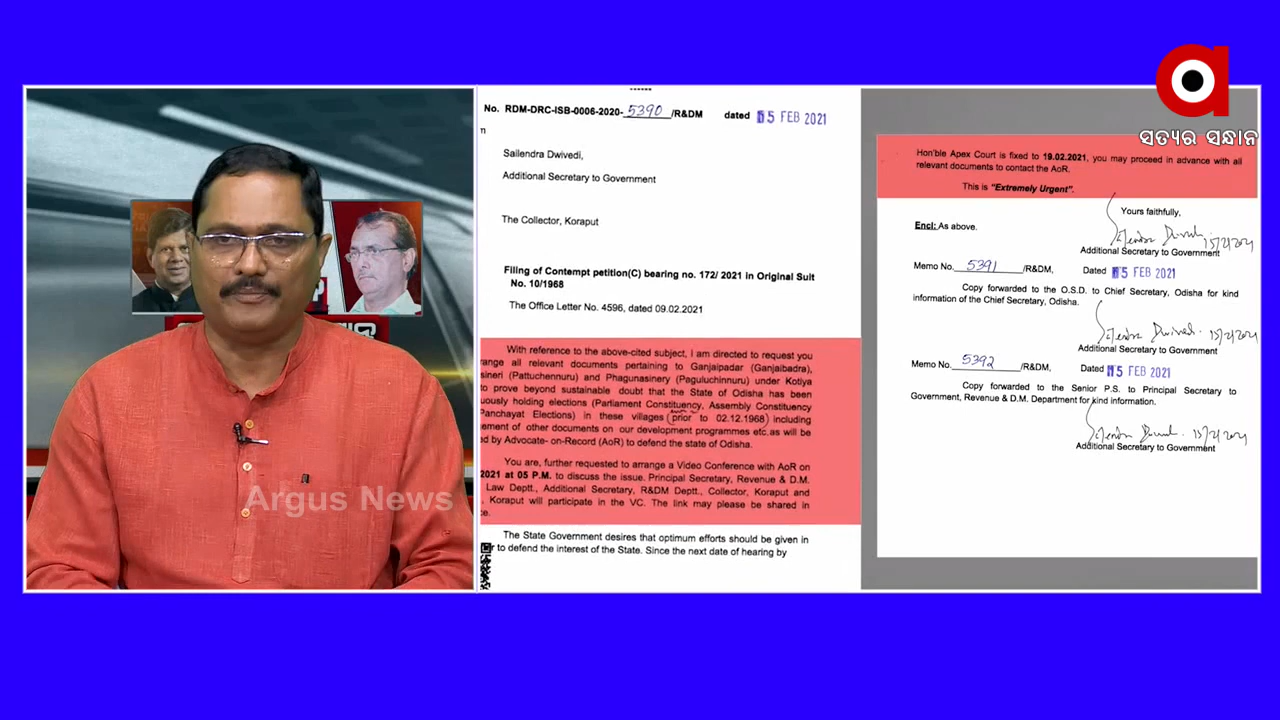 ସତ୍ୟର ସନ୍ଧାନ
Argus News
No. RDM-DRC-ISB-0006-2020- 5390 /R&DM dated 15 FEB 2021
Sailendra Dwivedi,
Additional Secretary to Government
The Collector, Koraput
Filing of Contempt petition(C) bearing no. 172/ 2021 in Original Suit
No. 10/1968
The Office Letter No. 4596, dated 09.02.2021
With reference to the above-cited subject, I am directed to request you
ange all relevant documents pertaining to Ganjaipadar (Ganjaibadra),
sineri (Pattuchennuru) and Phagunasinery (Paguluchinnuru) under Kotiya
to prove beyond sustainable doubt that the State of Odisha has been
uously holding elections (Parliament Constituency, Assembly Constituency
Panchayat Elections) in these villages (prior to 02.12.1968) including
ement of other documents on our development programmes etc.as will be
ed by Advocate- on-Record (AoR) to defend the state of Odisha.
You are, further requested to arrange a Video Conference with AoR on
2021 at 05 P.M. to discuss the issue. Principal Secretary, Revenue & D.M.
Law Deptt., Additional Secretary, R&DM Deptt., Collector, Koraput and
, Koraput will participate in the VC. The link may please be shared in
ce.
The State Government desires that optimum efforts should be given in
r to defend the interest of the State. Since the next date of hearing by
Hon'ble Apex Court is fixed to 19.02.2021, you may proceed in advance with all
relevant documents to contact the AoR.
This is "Extremely Urgent".
Yours faithfully,
15/2/2021
Additional Secretary to Government
Encl: As above.
Memo No. 5391 /R&DM, Dated 15 FEB 2021
Copy forwarded to the O.S.D. to Chief Secretary, Odisha for kind
information of the Chief Secretary, Odisha.
15/2/2021
Additional Secretary to Government
Memo No. 5392 /R&DM, Dated 15 FEB 2021
Copy forwarded to the Senior P.S. to Principal Secretary to
Government, Revenue & D.M. Department for kind information.
15/2/2021
Additional Secretary to Government